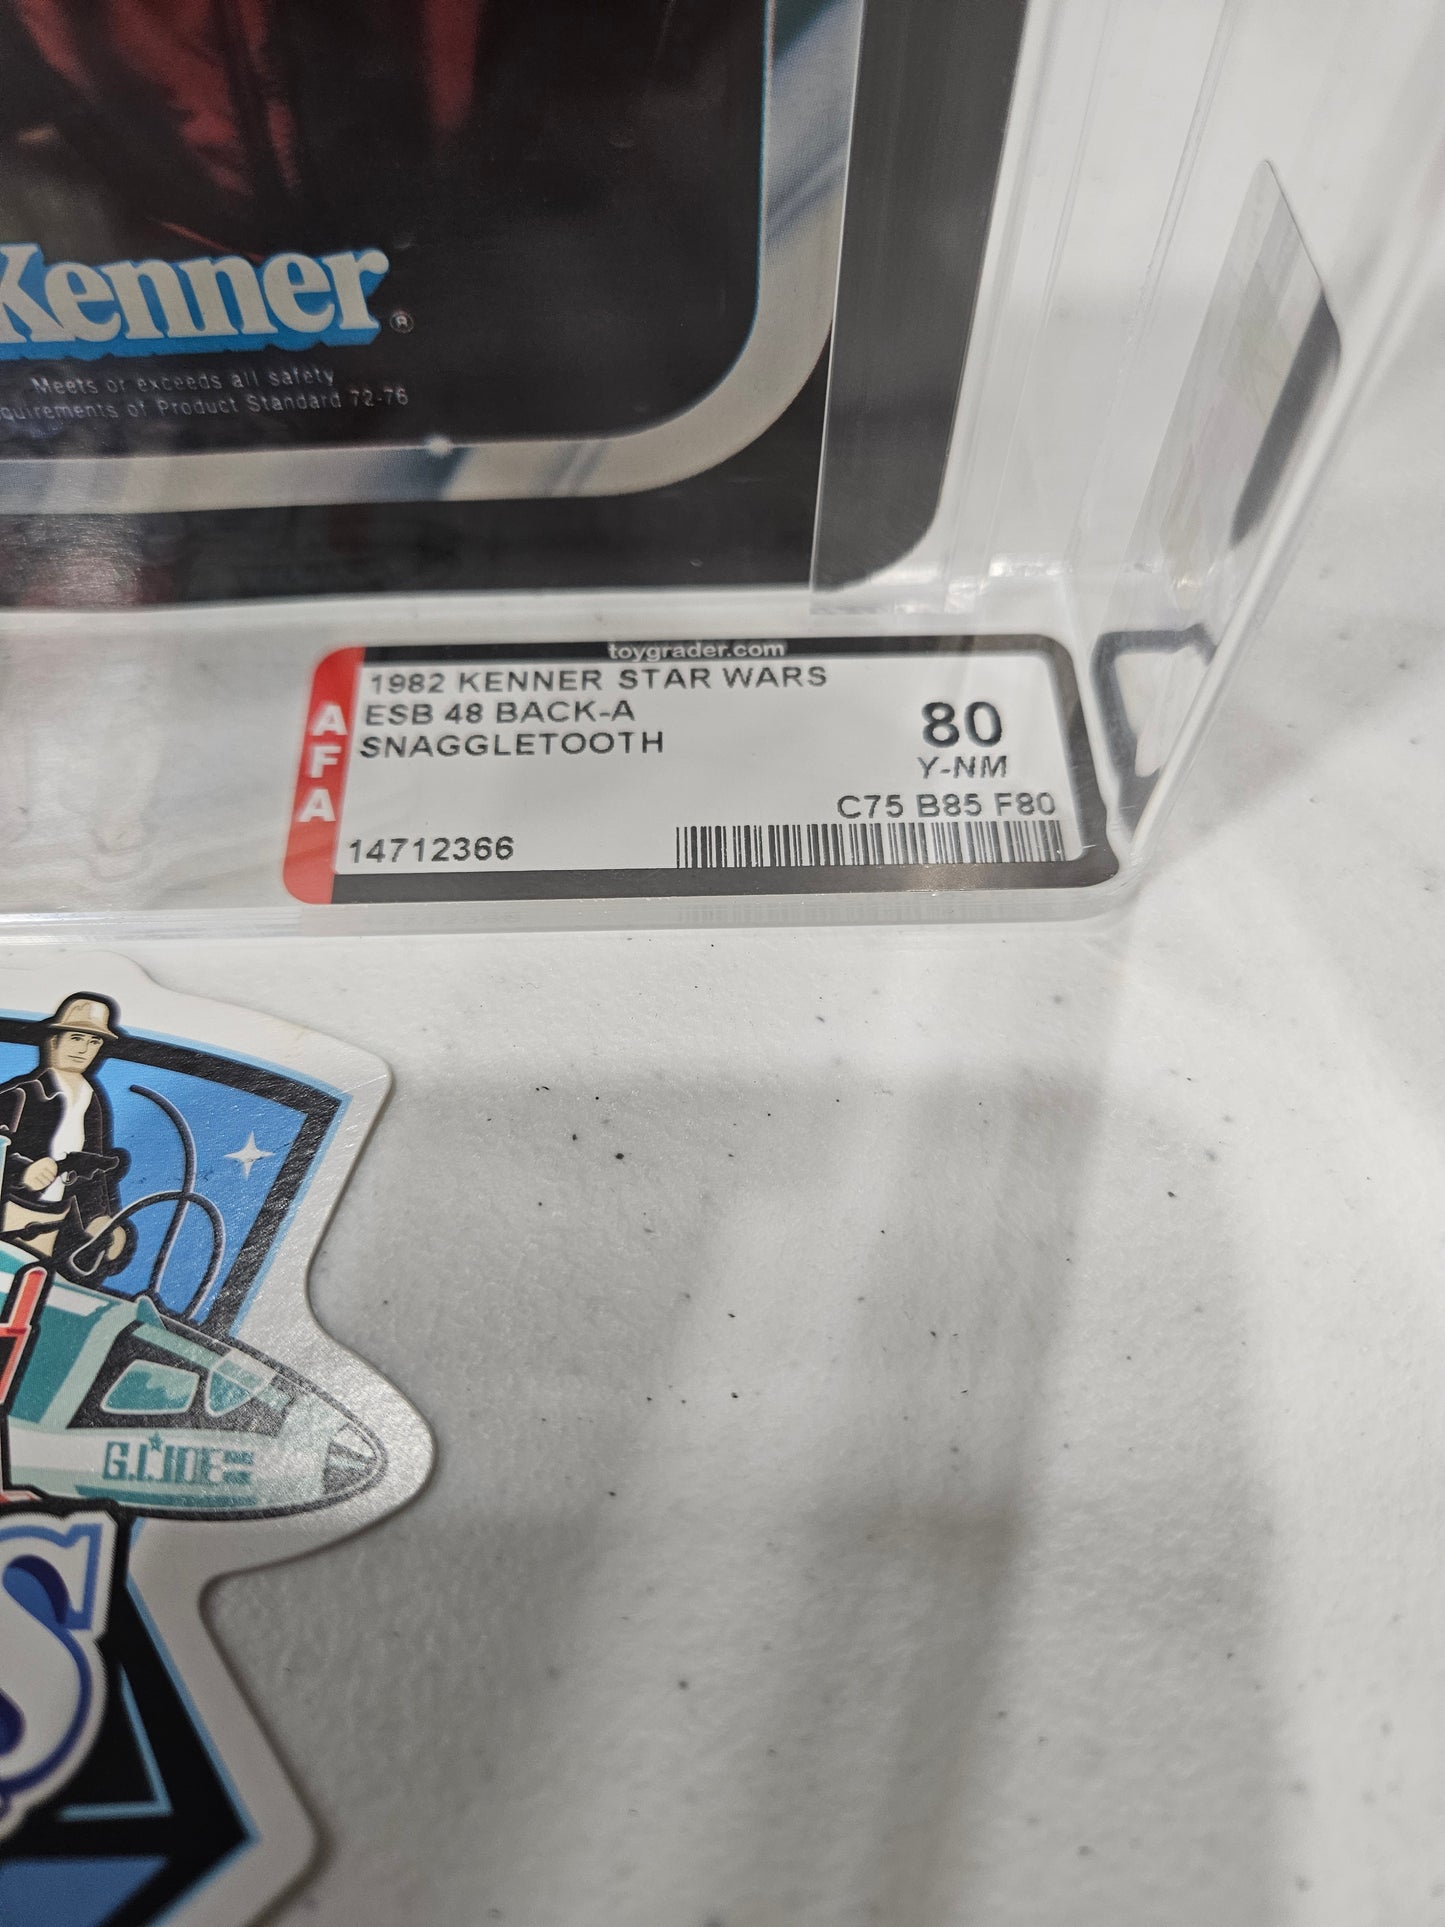 Kenner®
Meets or exceeds all safety
quirements of Product Standard 72-76
toygrader.com
AFA
1982 KENNER STAR WARS
ESB 48 BACK-A
SNAGGLETOOTH
80
Y-NM
C75 B85 F80
14712366
G.I. JOE
S